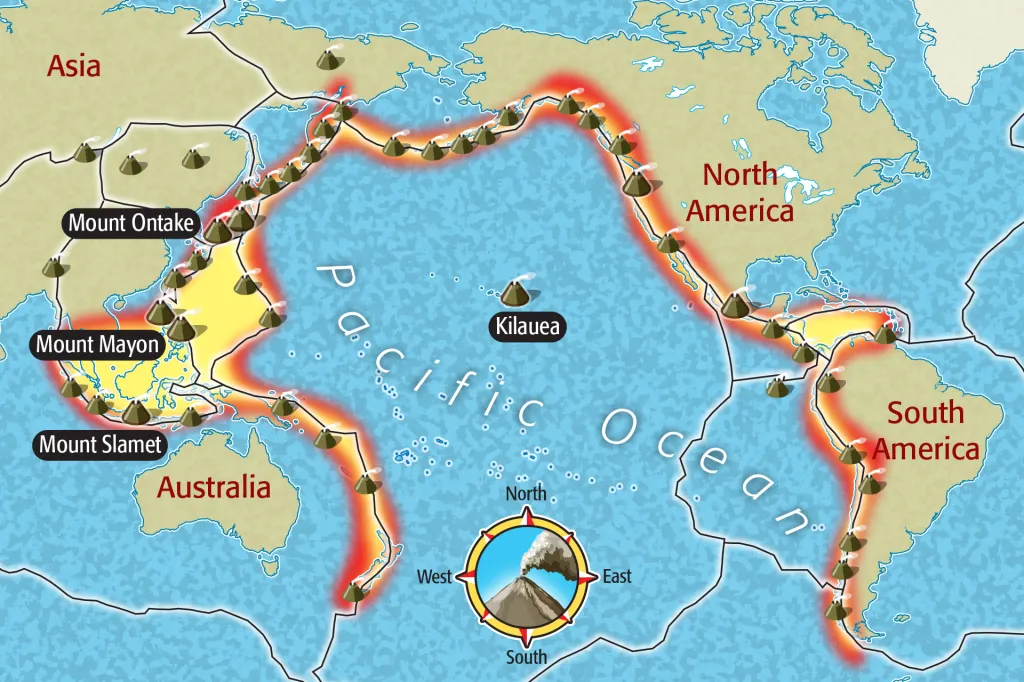 Asia
North
America
Mount Ontake
Pacific Ocean
Kilauea
Mount Mayon
South
America
Mount Slamet
Australia
North
West
East
South